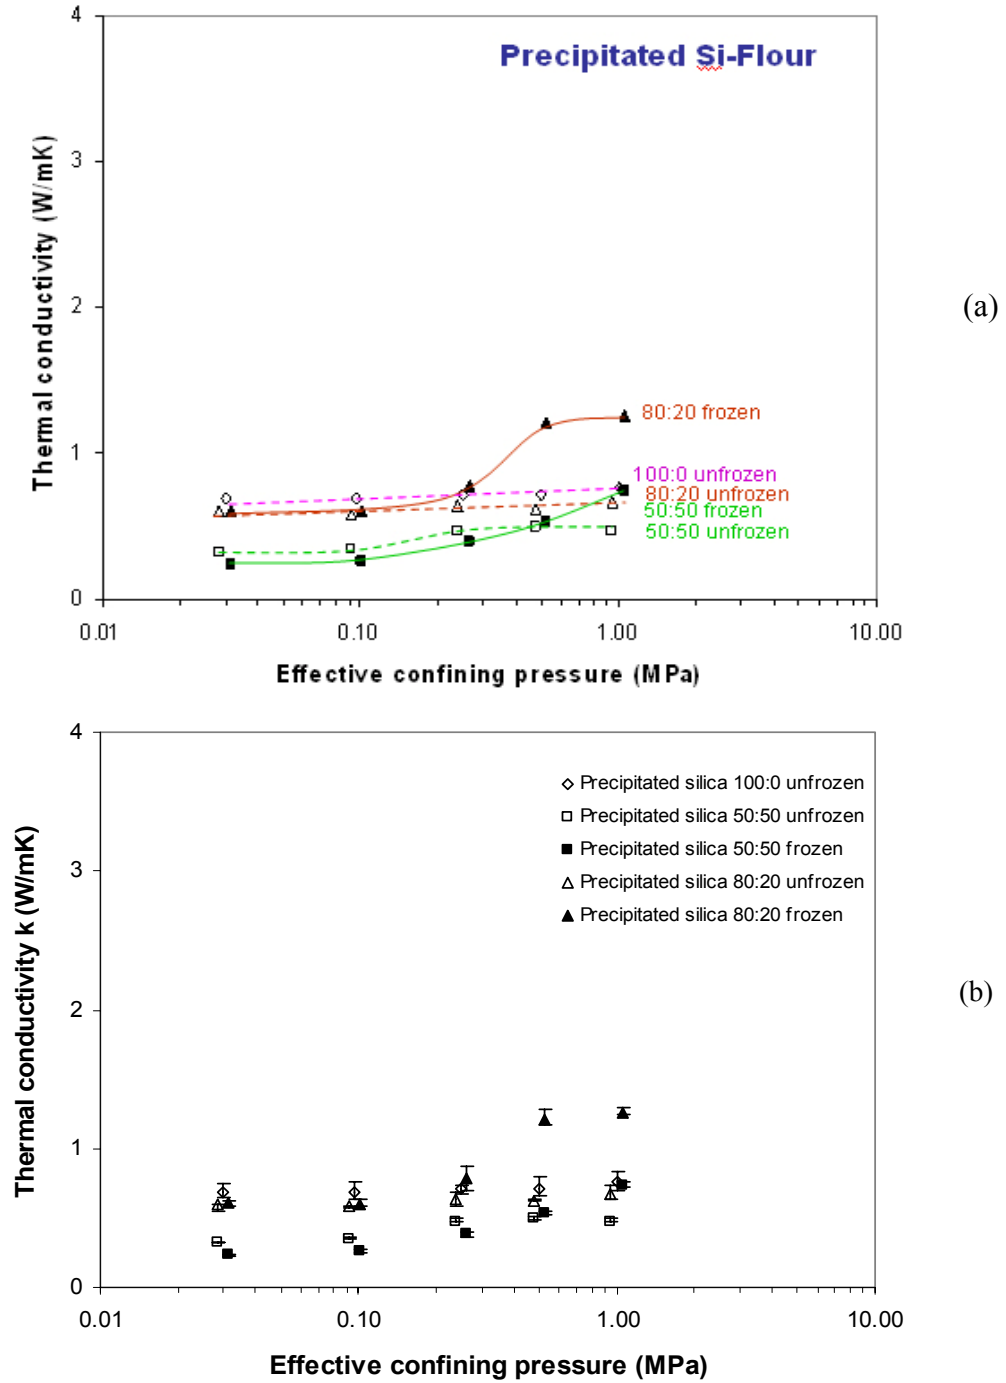 Precipitated Si-Flour
4
3
2
1
0
Thermal conductivity (W/mK)
80:20 frozen
100:0 unfrozen
80:20 unfrozen
50:50 frozen
50:50 unfrozen
0.01 0.10 1.00 10.00
Effective confining pressure (MPa)
(a)
4
3
2
1
0
Thermal conductivity k (W/mK)
Precipitated silica 100:0 unfrozen
Precipitated silica 50:50 unfrozen
Precipitated silica 50:50 frozen
Precipitated silica 80:20 unfrozen
Precipitated silica 80:20 frozen
0.01 0.10 1.00 10.00
Effective confining pressure (MPa)
(b)